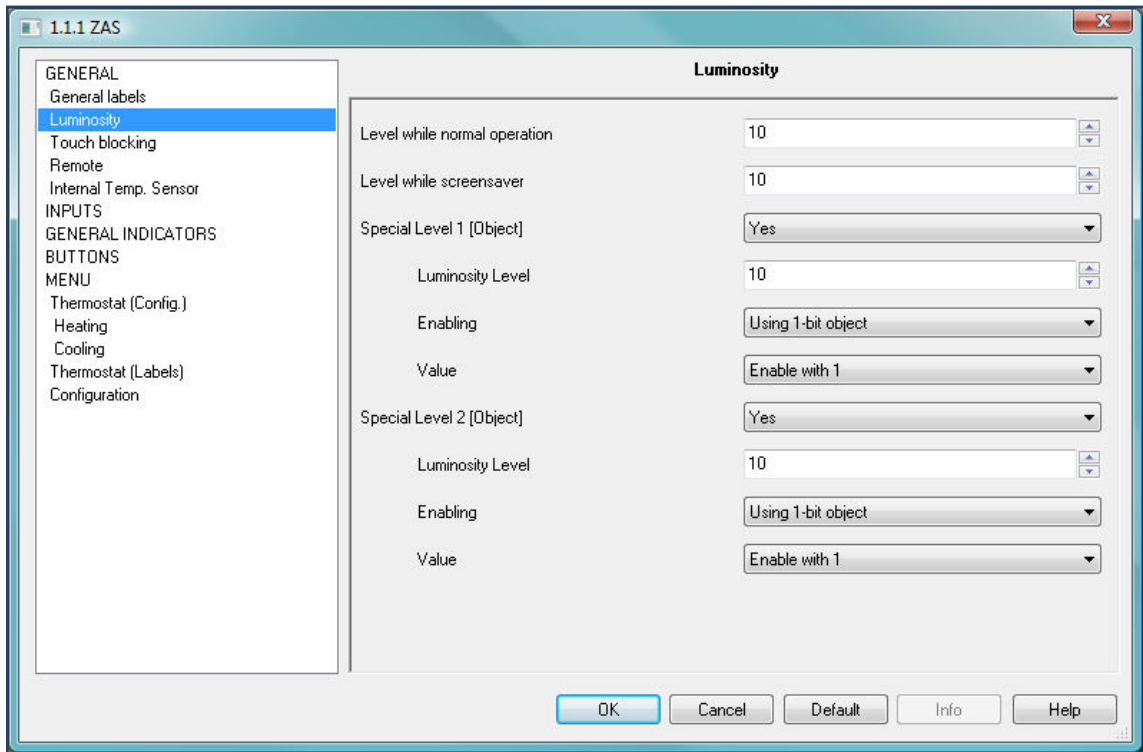 1.1.1 ZAS
GENERAL
General labels
Luminosity
Touch blocking
Remote
Internal Temp. Sensor
INPUTS
GENERAL INDICATORS
BUTTONS
MENU
Thermostat (Config.)
Heating
Cooling
Thermostat (Labels)
Configuration
Luminosity
Level while normal operation 10
Level while screensaver 10
Special Level 1 [Object] Yes
Luminosity Level 10
Enabling Using 1-bit object
Value Enable with 1
Special Level 2 [Object] Yes
Luminosity Level 10
Enabling Using 1-bit object
Value Enable with 1
OK Cancel Default Info Help